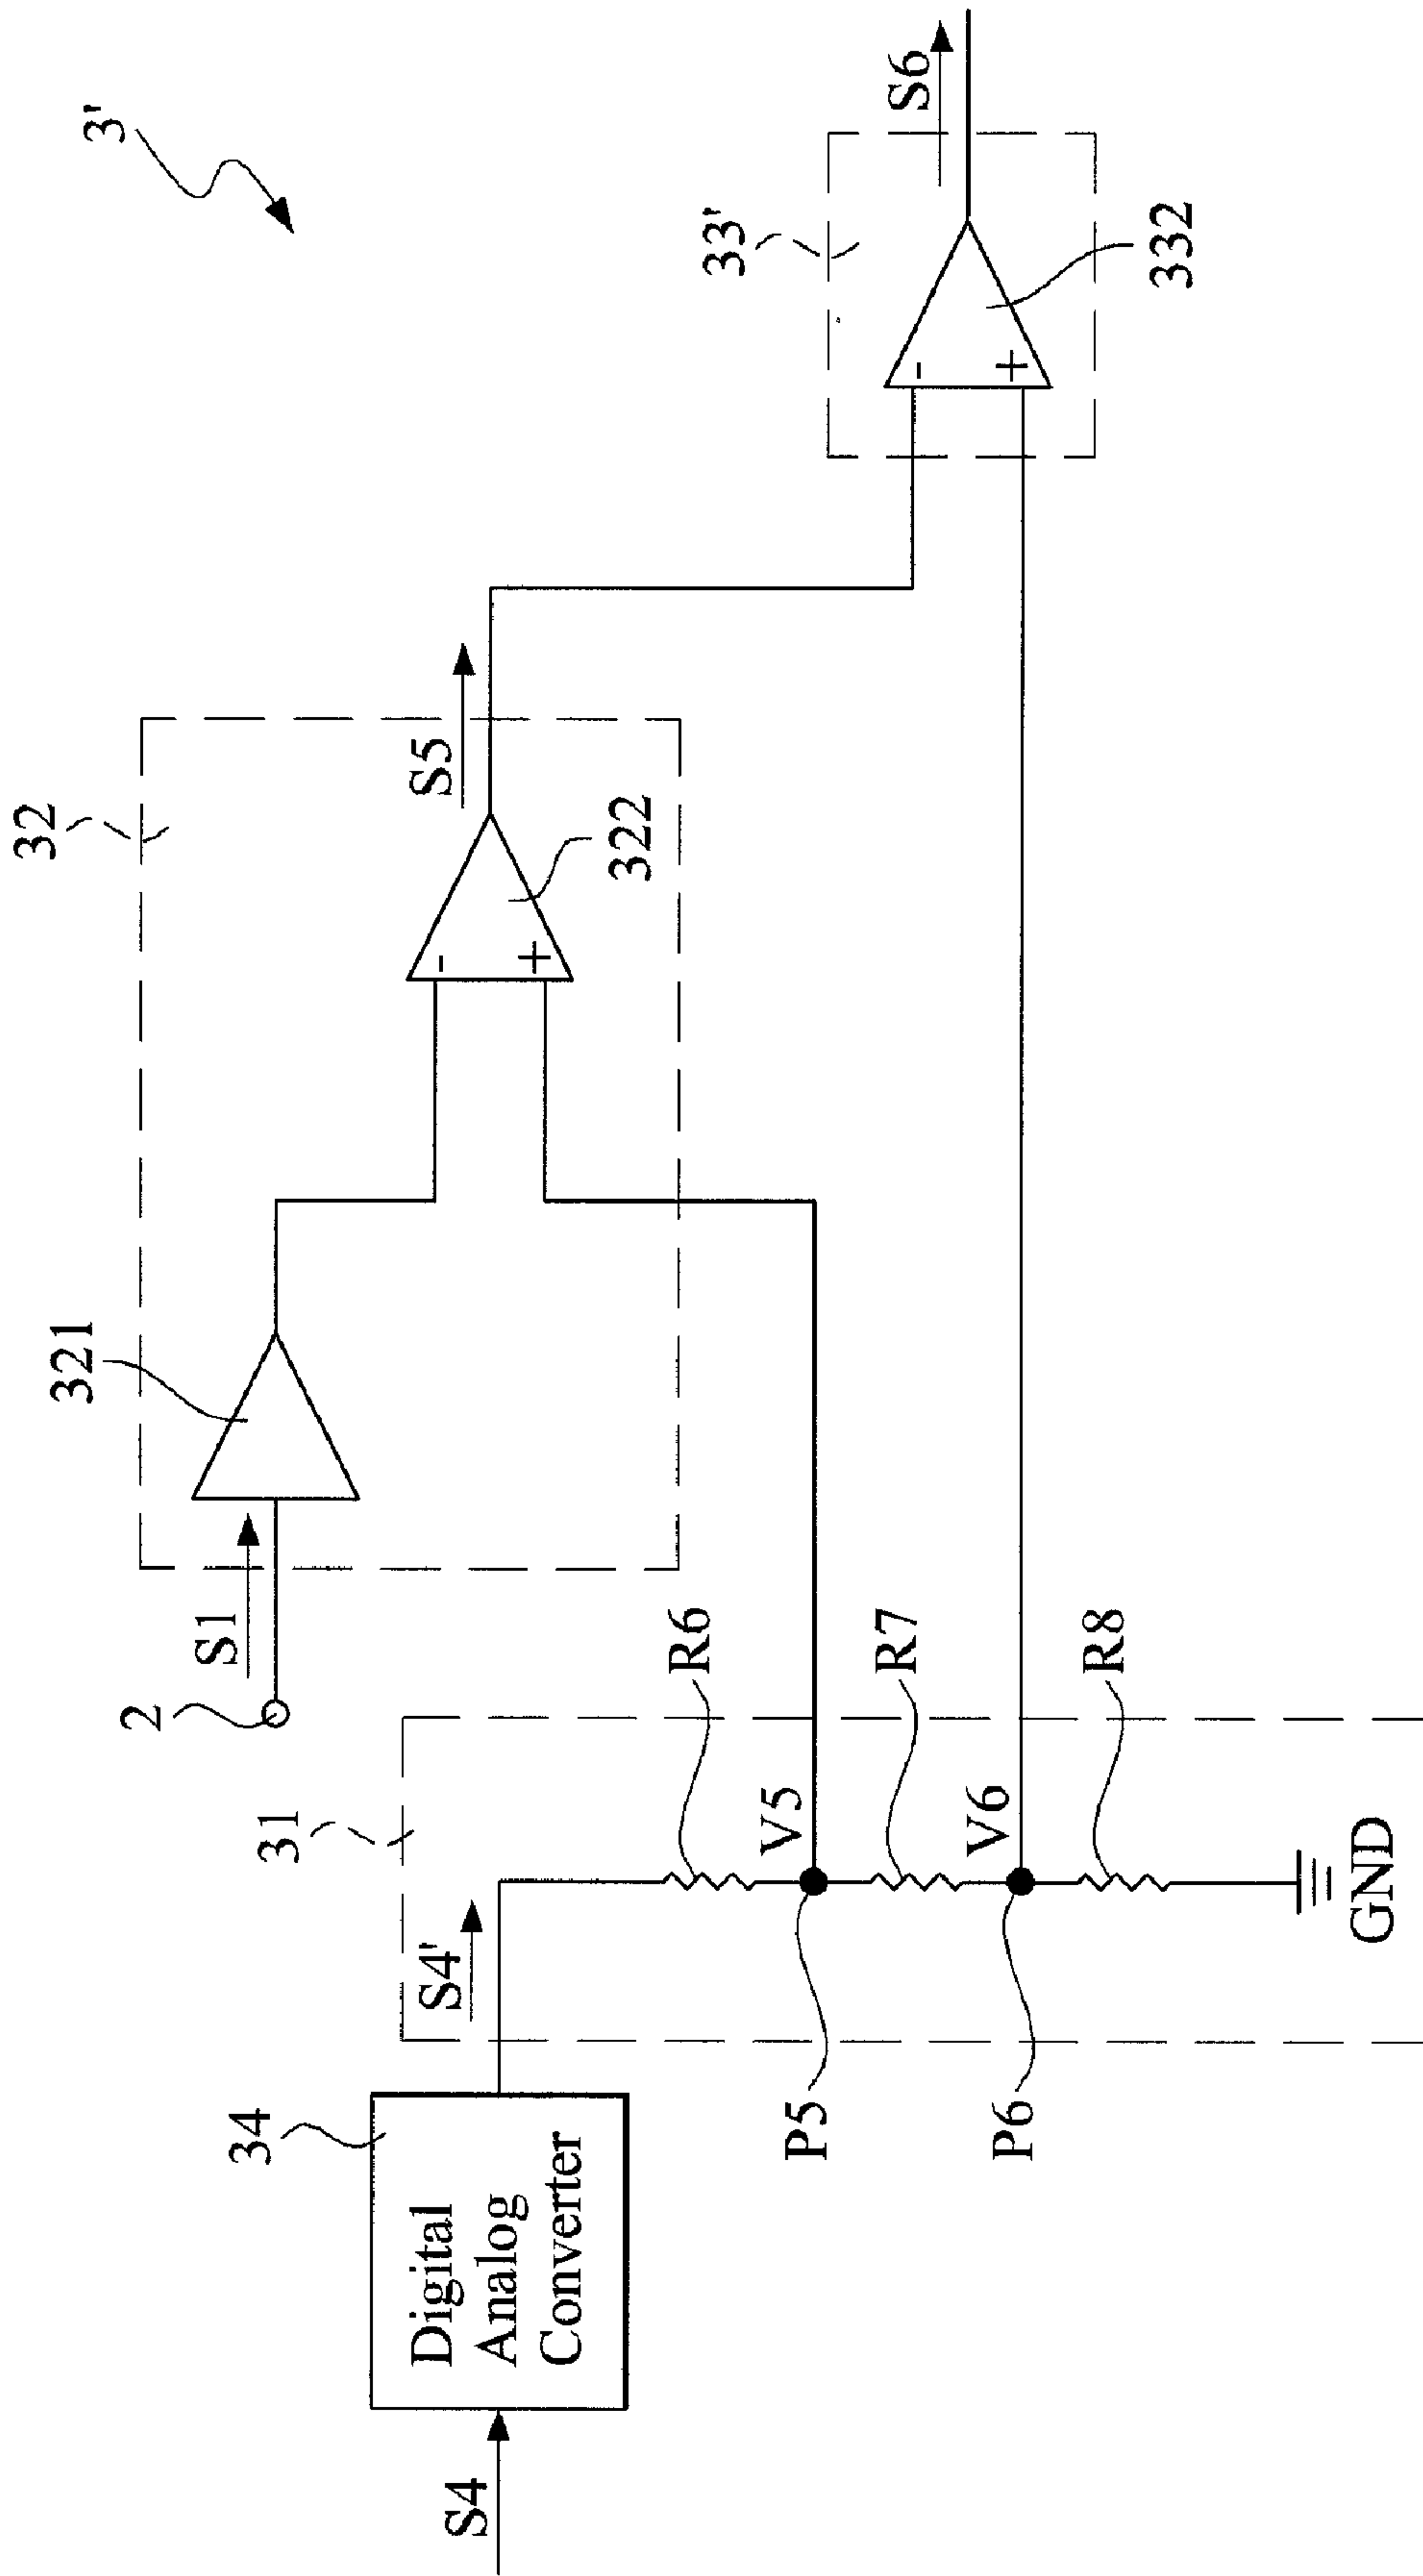 3'
S6
33'
-
+
332
32
S5
-
+
322
321
S1
2
31
R6
R7
R8
V5
V6
S4'
GND
34
Digital
Analog
Converter
P5
P6
S4